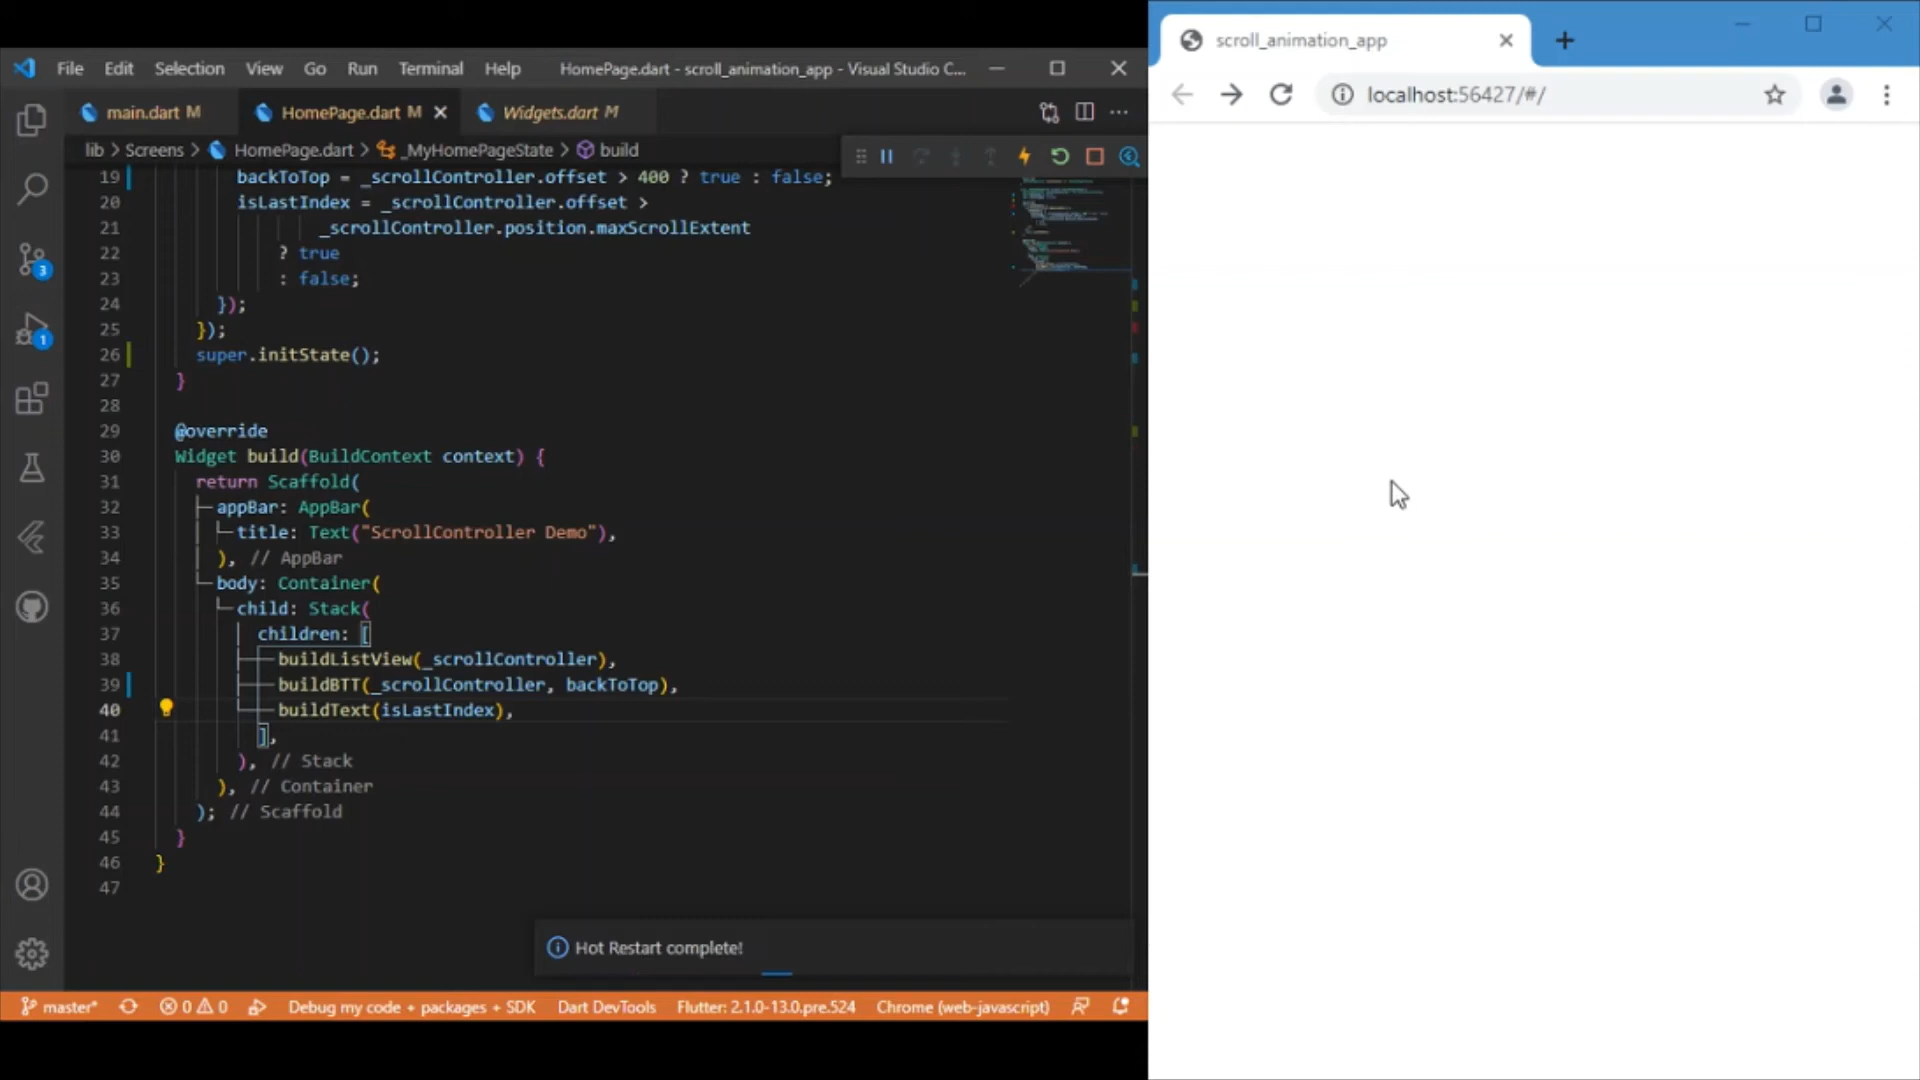 File Edit Selection View Go Run Terminal Help HomePage.dart - scroll_animation_app - Visual Studio C...
main.dart M HomePage.dart M Widgets.dart M
lib > Screens > HomePage.dart > _MyHomePageState > build
19 backToTop = _scrollController.offset > 400 ? true : false;
20 isLastIndex = _scrollController.offset >
21 _scrollController.position.maxScrollExtent
22 ? true
23 : false;
24 });
25 });
26 super.initState();
27 }
28
29 @override
30 Widget build(BuildContext context) {
31 return Scaffold(
32 appBar: AppBar(
33 title: Text("ScrollController Demo"),
34 ), // AppBar
35 body: Container(
36 child: Stack(
37 children: [
38 buildListView(_scrollController),
39 buildBTT(_scrollController, backToTop),
40 buildText(isLastIndex),
41 ],
42 ), // Stack
43 ), // Container
44 ); // Scaffold
45 }
46 }
47
3
1
Hot Restart complete!
master* 0 0 Debug my code + packages + SDK Dart DevTools Flutter: 2.1.0-13.0.pre.524 Chrome (web-javascript)
scroll_animation_app
localhost:56427/#/